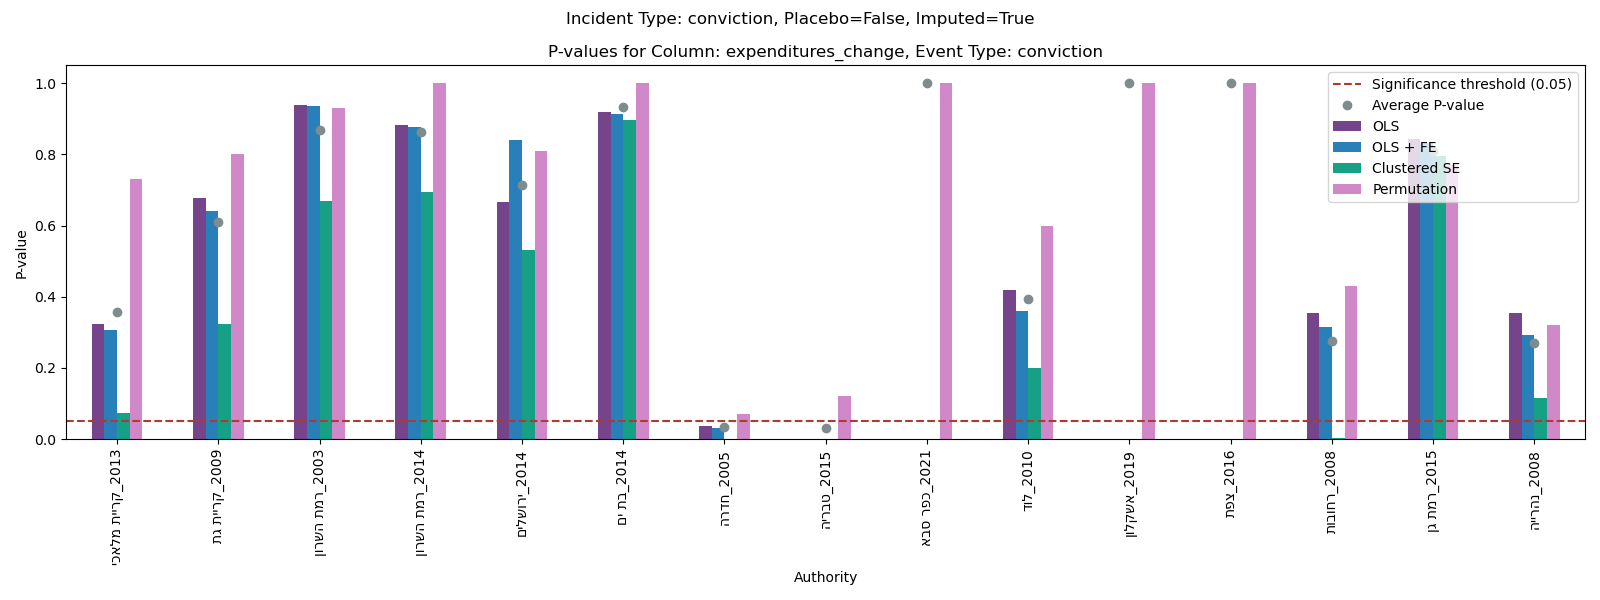 Incident Type: conviction, Placebo=False, Imputed=True
P-values for Column: expenditures_change, Event Type: conviction
P-value
1.0
0.8
0.6
0.4
0.2
0.0
Significance threshold (0.05)
Average P-value
OLS
OLS + FE
Clustered SE
Permutation
קריית מלאכי_2013
קריית גת_2009
רמת השרון_2003
רמת השרון_2014
ירושלים_2014
בת ים_2014
חדרה_2005
טבריה_2015
כפר סבא_2021
לוד_2010
אשקלון_2019
צפת_2016
רחובות_2008
רמת גן_2015
נהרייה_2008
Authority